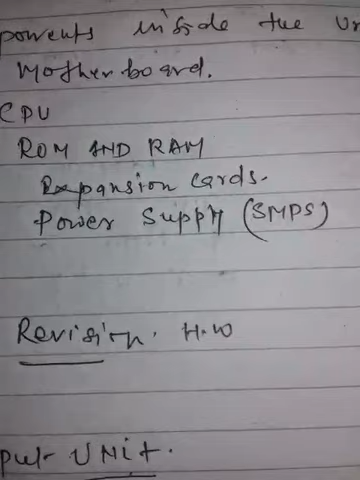 ponents inside the
Motherboard.
CPU
ROM AND RAM
Expansion cards.
Power Supply (SMPS)
Revision. H.W
put UNit.